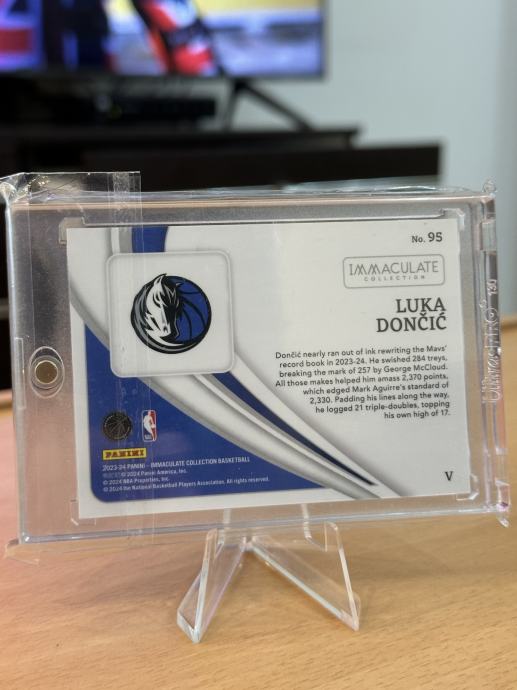 No. 95
IMMACULATE
COLLECTION
LUKA
DONČIĆ
Dončić nearly ran out of ink rewriting the Mavs'
record book in 2023-24. He swished 284 treys,
breaking the mark of 257 by George McCloud.
All those makes helped him amass 2,370 points,
which edged Mark Aguirre's standard of
2,330. Padding his lines along the way,
he logged 21 triple-doubles, topping
his own high of 17.
PANINI
2023-24 PANINI – IMMACULATE COLLECTION BASKETBALL
© 2024 Panini America, Inc.
© 2024 NBA Properties, Inc.
© 2024 the National Basketball Players Association. All rights reserved.
V
130